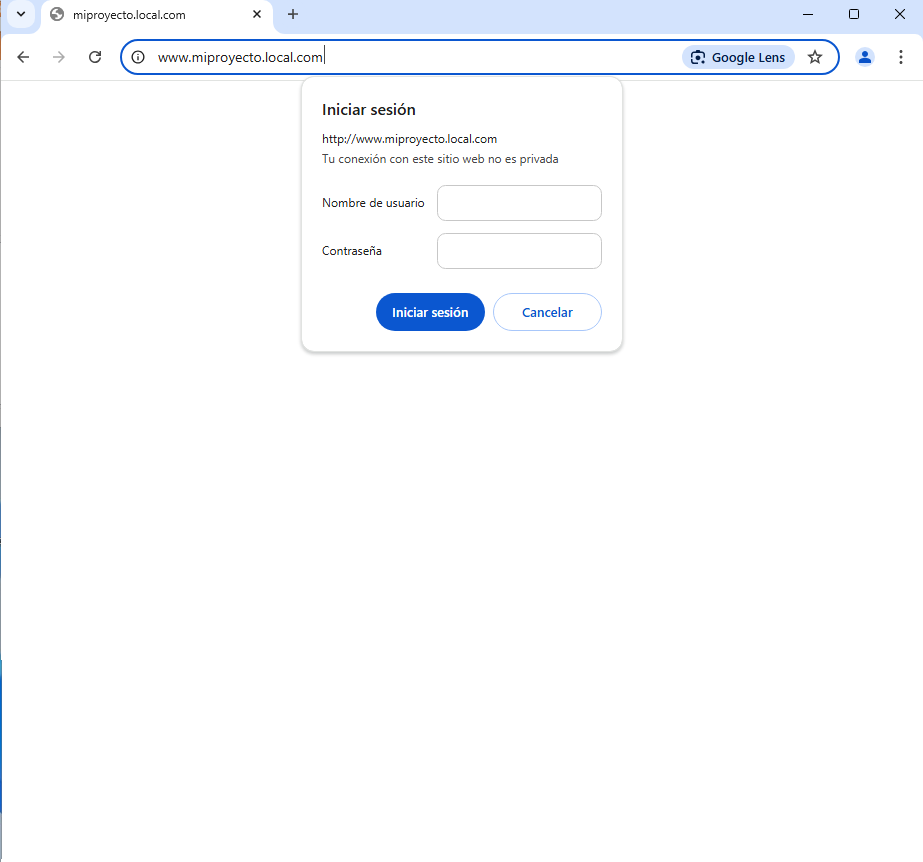 miproyecto.local.com
www.miproyecto.local.com
Google Lens
Iniciar sesión
http://www.miproyecto.local.com
Tu conexión con este sitio web no es privada
Nombre de usuario
Contraseña
Iniciar sesión
Cancelar